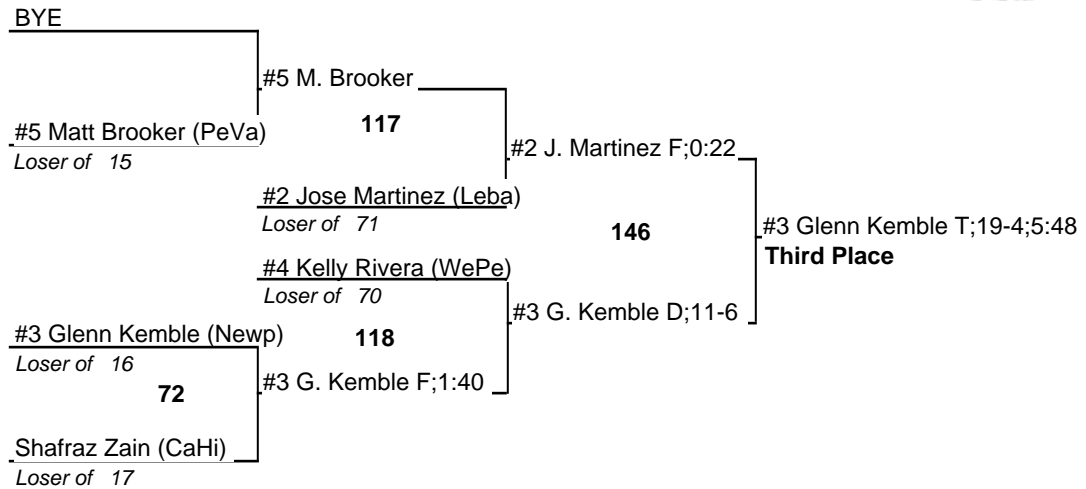 BYE
#5 M. Brooker
#5 Matt Brooker (PeVa)
117
Loser of 15
#2 J. Martinez F;0:22
#2 Jose Martinez (Leba)
Loser of 71
146
#3 Glenn Kemble T;19-4;5:48
Third Place
#4 Kelly Rivera (WePe)
Loser of 70
#3 G. Kemble D;11-6
#3 Glenn Kemble (Newp)
118
Loser of 16
72
#3 G. Kemble F;1:40
Shafraz Zain (CaHi)
Loser of 17